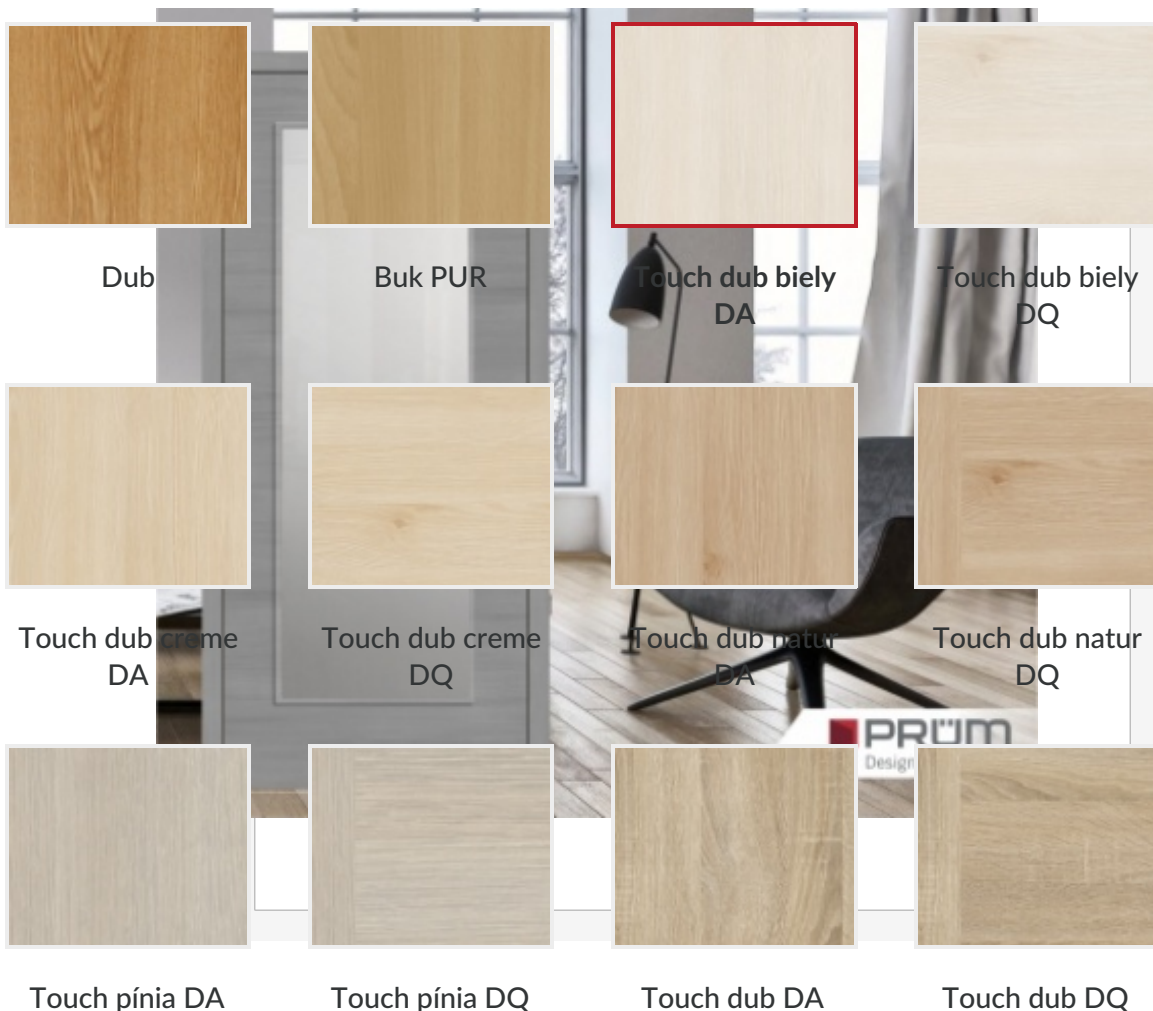 Dub
Buk PUR
Touch dub biely
DA
Touch dub biely
DQ
Touch dub creme
DA
Touch dub creme
DQ
Touch dub natur
DA
Touch dub natur
DQ
PRÜM
Design
Touch pínia DA
Touch pínia DQ
Touch dub DA
Touch dub DQ